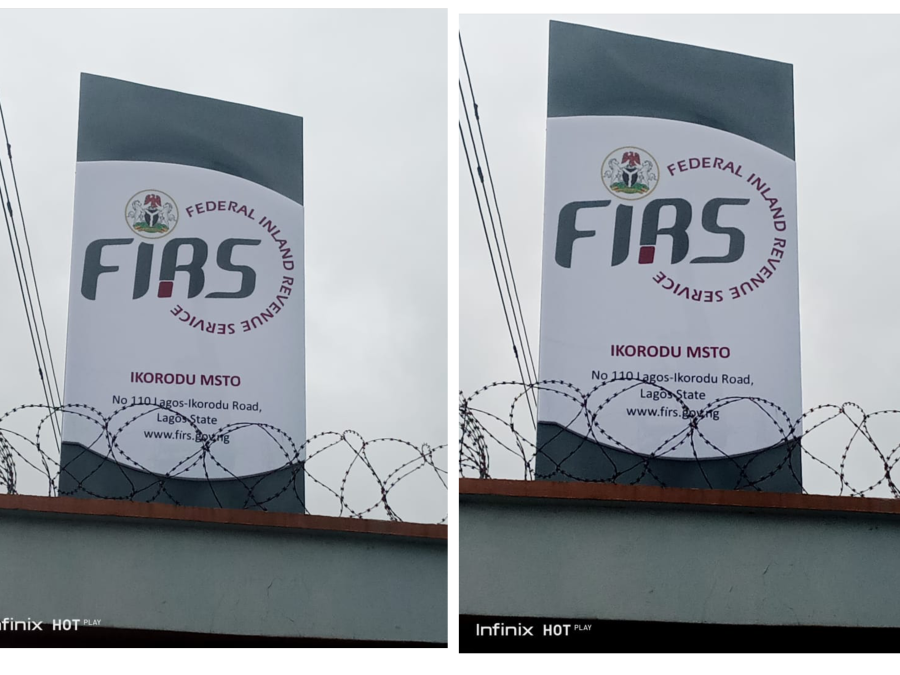 FIRS
FEDERAL INLAND REVENUE SERVICE
IKORODU MSTO
No 110 Lagos-Ikorodu Road,
Lagos State
www.firs.gov.ng
nfinix HOT PLAY
FIRS
FEDERAL INLAND REVENUE SERVICE
IKORODU MSTO
No 110 Lagos-Ikorodu Road,
Lagos State
www.firs.gov.ng
Infinix HOT PLAY